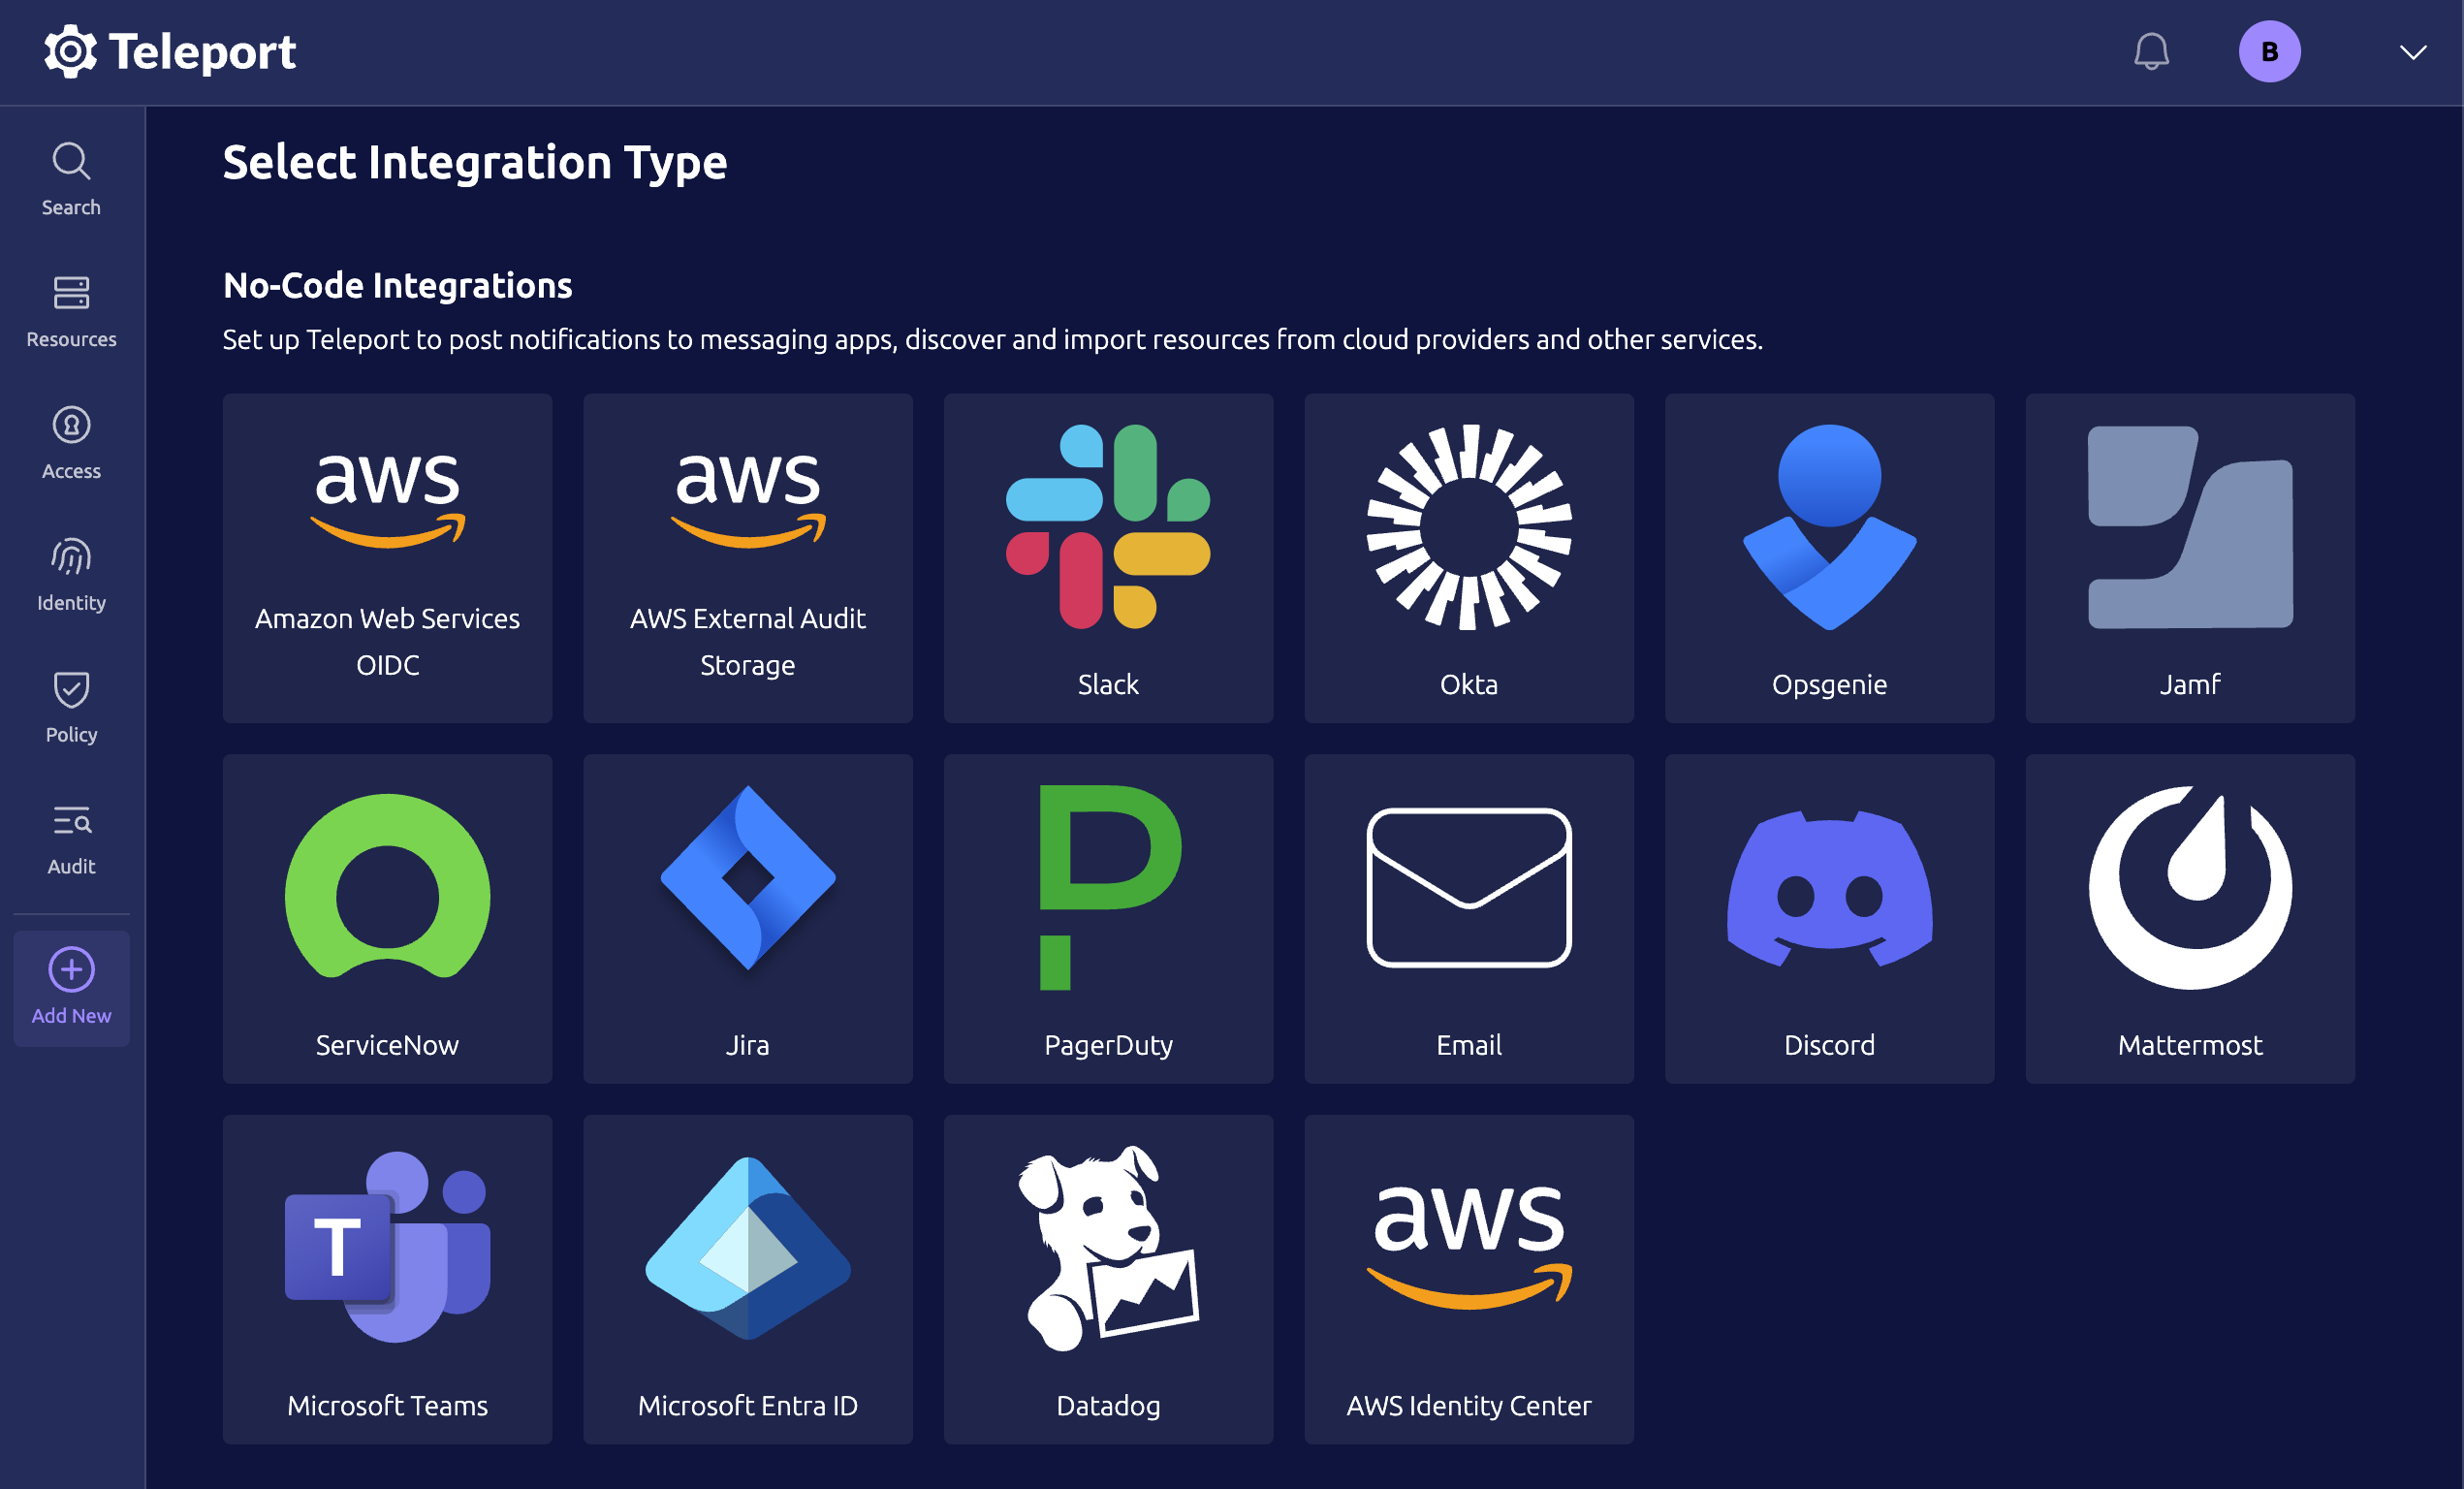 Teleport
B
Search
Resources
Access
Identity
Policy
Audit
Add New
Select Integration Type
No-Code Integrations
Set up Teleport to post notifications to messaging apps, discover and import resources from cloud providers and other services.
aws
Amazon Web Services
OIDC
aws
AWS External Audit
Storage
Slack
Okta
Opsgenie
Jamf
ServiceNow
Jira
PagerDuty
Email
Discord
Mattermost
T
Microsoft Teams
Microsoft Entra ID
Datadog
aws
AWS Identity Center